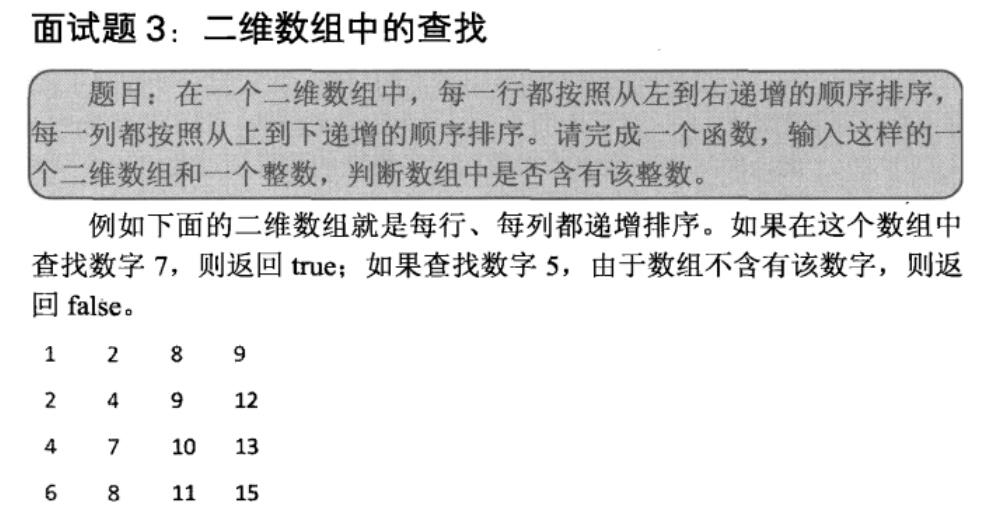 面试题 3：二维数组中的查找
题目：在一个二维数组中，每一行都按照从左到右递增的顺序排序，
每一列都按照从上到下递增的顺序排序。请完成一个函数，输入这样的一
个二维数组和一个整数，判断数组中是否含有该整数。
例如下面的二维数组就是每行、每列都递增排序。如果在这个数组中
查找数字 7，则返回 true；如果查找数字 5，由于数组不含有该数字，则返
回 false。
1 2 8 9
2 4 9 12
4 7 10 13
6 8 11 15